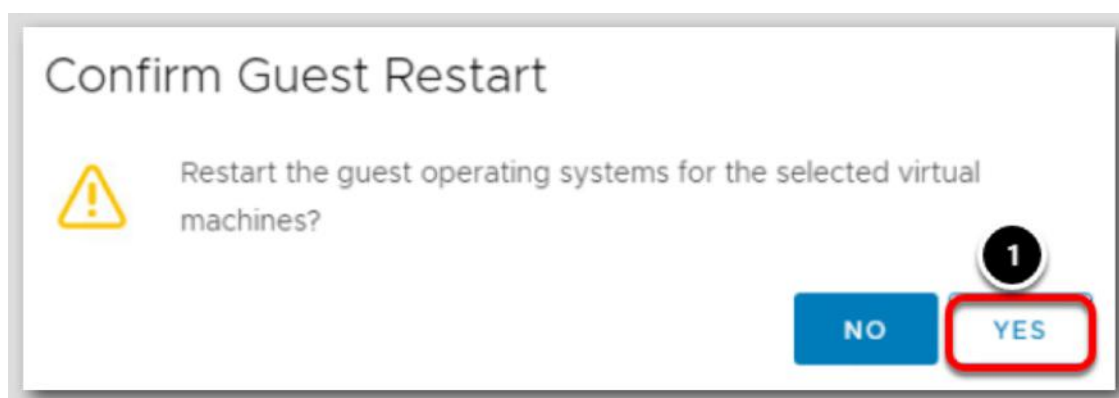 Confirm Guest Restart
Restart the guest operating systems for the selected virtual
machines?
1
NO
YES